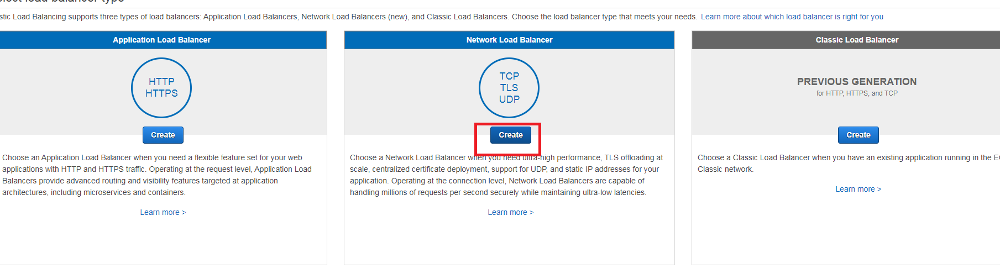 load balancer type
stic Load Balancing supports three types of load balancers: Application Load Balancers, Network Load Balancers (new), and Classic Load Balancers. Choose the load balancer type that meets your needs. Learn more about which load balancer is right for you
Application Load Balancer
HTTP
HTTPS
Create
Choose an Application Load Balancer when you need a flexible feature set for your web
applications with HTTP and HTTPS traffic. Operating at the request level, Application Load
Balancers provide advanced routing and visibility features targeted at application
architectures, including microservices and containers.
Learn more >
Network Load Balancer
TCP
TLS
UDP
Create
Choose a Network Load Balancer when you need ultra-high performance, TLS offloading at
scale, centralized certificate deployment, support for UDP, and static IP addresses for your
application. Operating at the connection level, Network Load Balancers are capable of
handling millions of requests per second securely while maintaining ultra-low latencies.
Learn more >
Classic Load Balancer
PREVIOUS GENERATION
for HTTP, HTTPS, and TCP
Create
Choose a Classic Load Balancer when you have an existing application running in the E
Classic network.
Learn more >